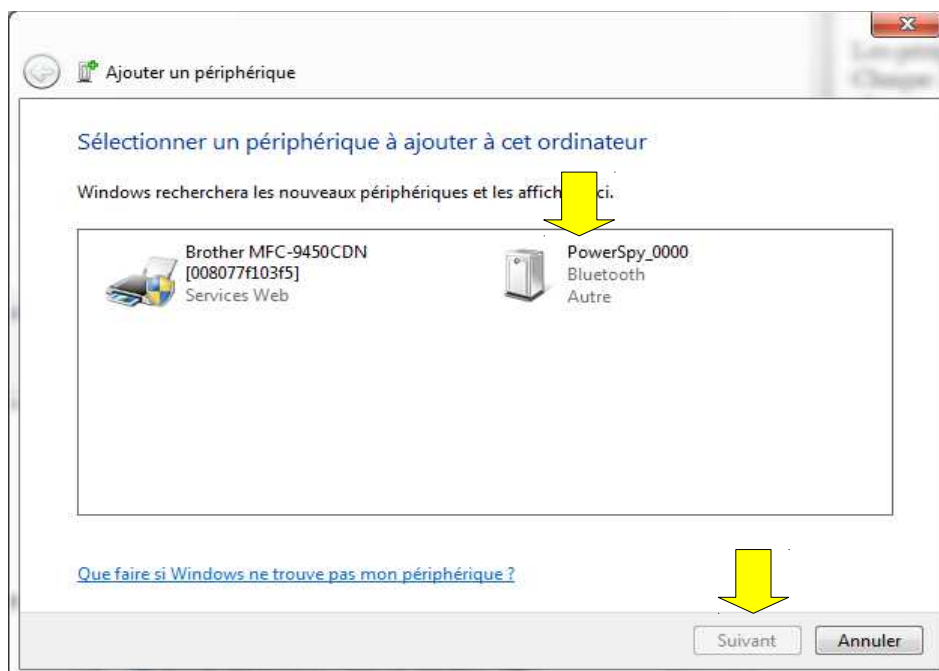 Ajouter un périphérique
Sélectionner un périphérique à ajouter à cet ordinateur
Windows recherchera les nouveaux périphériques et les affich ci.
Brother MFC-9450CDN
[008077f103f5]
Services Web
PowerSpy_0000
Bluetooth
Autre
Que faire si Windows ne trouve pas mon périphérique ?
Suivant
Annuler